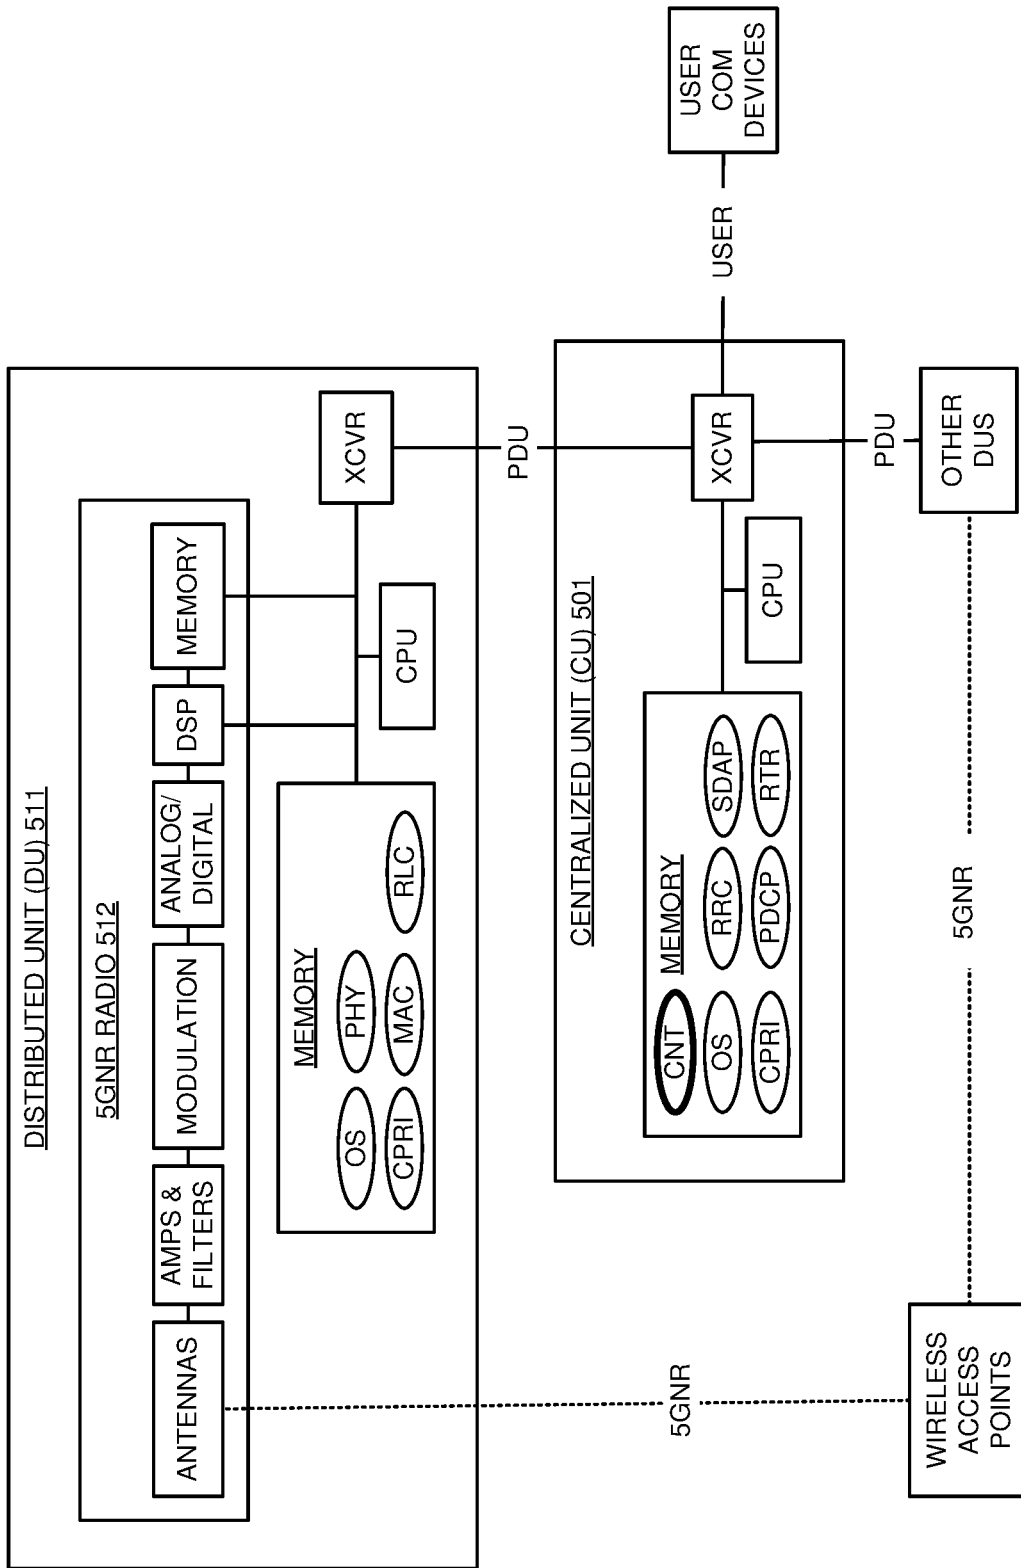 DISTRIBUTED UNIT (DU) 511
5GNR RADIO 512
ANTENNAS
AMPS &
FILTERS
MODULATION
ANALOG/
DIGITAL
DSP
MEMORY
MEMORY
OS
PHY
CPRI
MAC
RLC
CPU
XCVR
PDU
CENTRALIZED UNIT (CU) 501
MEMORY
CNT
OS
RRC
SDAP
CPRI
PDCP
RTR
CPU
XCVR
USER
USER
COM
DEVICES
PDU
OTHER
DUS
5GNR
5GNR
WIRELESS
ACCESS
POINTS